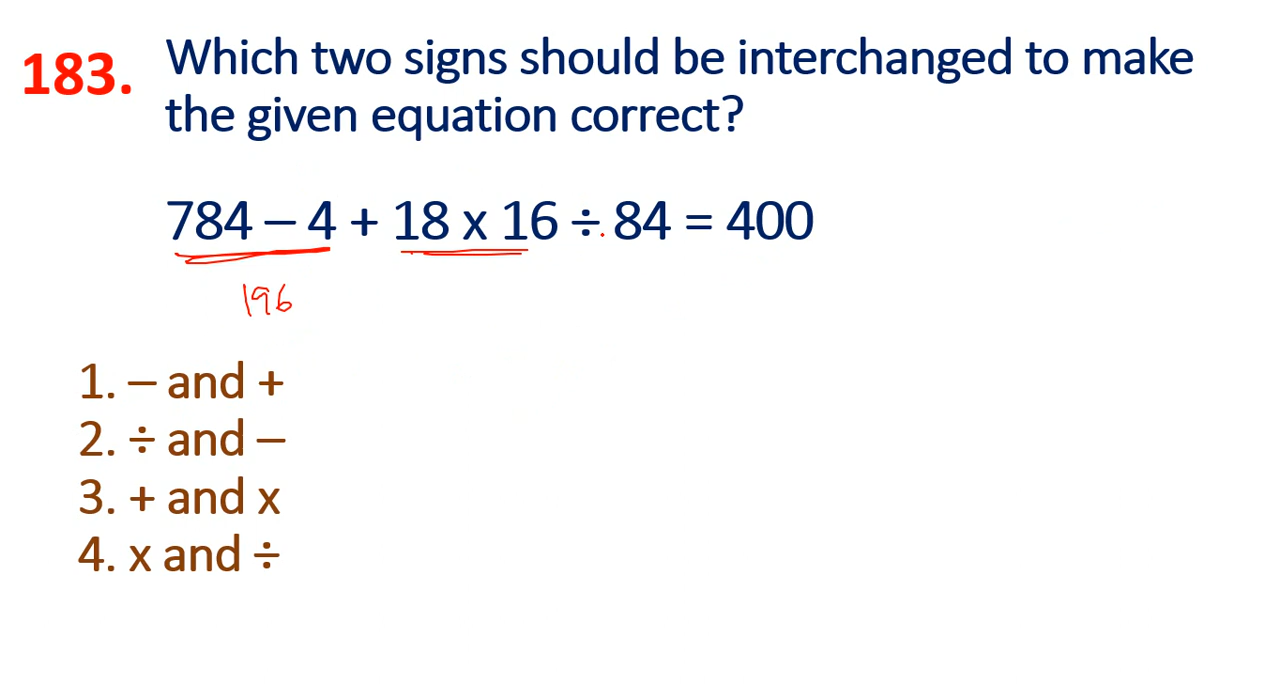 183. Which two signs should be interchanged to make
the given equation correct?
784 – 4 + 18 x 16 ÷ 84 = 400
196
1. – and +
2. ÷ and –
3. + and x
4. x and ÷